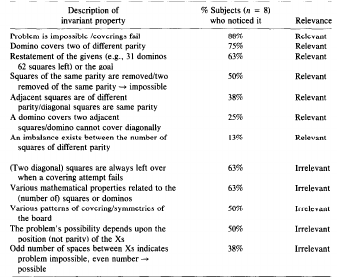 Description of invariant property | % Subjects (n = 8) who noticed it | Relevance
Problem is impossible /coverings fail 88% Relevant
Domino covers two of different parity 75% Relevant
Restatement of the givens (e.g., 31 dominos 63% Relevant
62 squares left) or the goal
Squares of the same parity are removed/two 50% Relevant
removed of the same parity → impossible
Adjacent squares are of different 38% Relevant
parity/diagonal squares are same parity
A domino covers two adjacent 25% Relevant
squares/domino cannot cover diagonally
An imbalance exists between the number of 13% Relevant
squares of different parity
(Two diagonal) squares are always left over 63% Irrelevant
when a covering attempt fails
Various mathematical properties related to the 63% Irrelevant
(number of) squares or dominos
Various patterns of covering/symmetries of 50% Irrelevant
the board
The problem's possibility depends upon the 50% Irrelevant
position (not parity) of the Xs
Odd number of spaces between Xs indicates 38% Irrelevant
problem impossible, even number →
possible